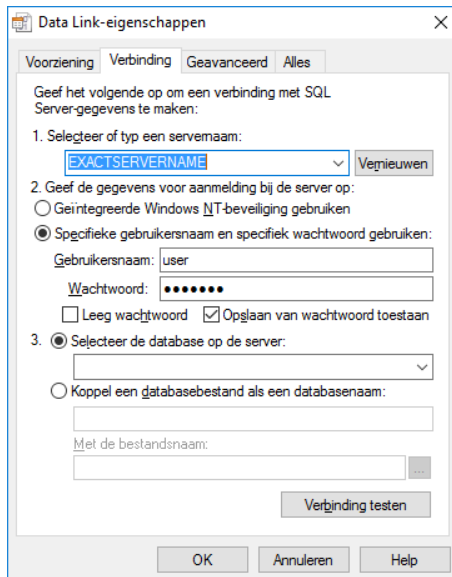 Data Link-eigenschappen
Voorziening Verbinding Geavanceerd Alles
Geef het volgende op om een verbinding met SQL
Server-gegevens te maken:
1. Selecteer of typ een servernaam:
EXACTSERVERNAME Vernieuwen
2. Geef de gegevens voor aanmelding bij de server op:
Geïntegreerde Windows NT-beveiliging gebruiken
Specifieke gebruikersnaam en specifiek wachtwoord gebruiken:
Gebruikersnaam: user
Wachtwoord: •••••••
Leeg wachtwoord Opslaan van wachtwoord toestaan
3. Selecteer de database op de server:
Koppel een databasebestand als een databasenaam:
Met de bestandsnaam:
...
Verbinding testen
OK Annuleren Help